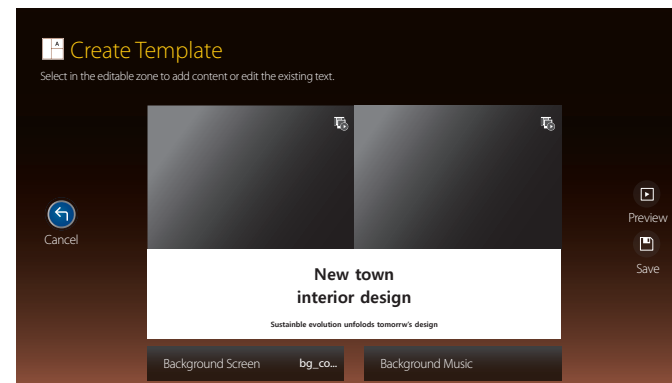 A
Create Template
Select in the editable zone to add content or edit the existing text.
Cancel
Preview
Save
New town
interior design
Sustainble evolution unfolods tomorrw's design
Background Screen bg_co... Background Music